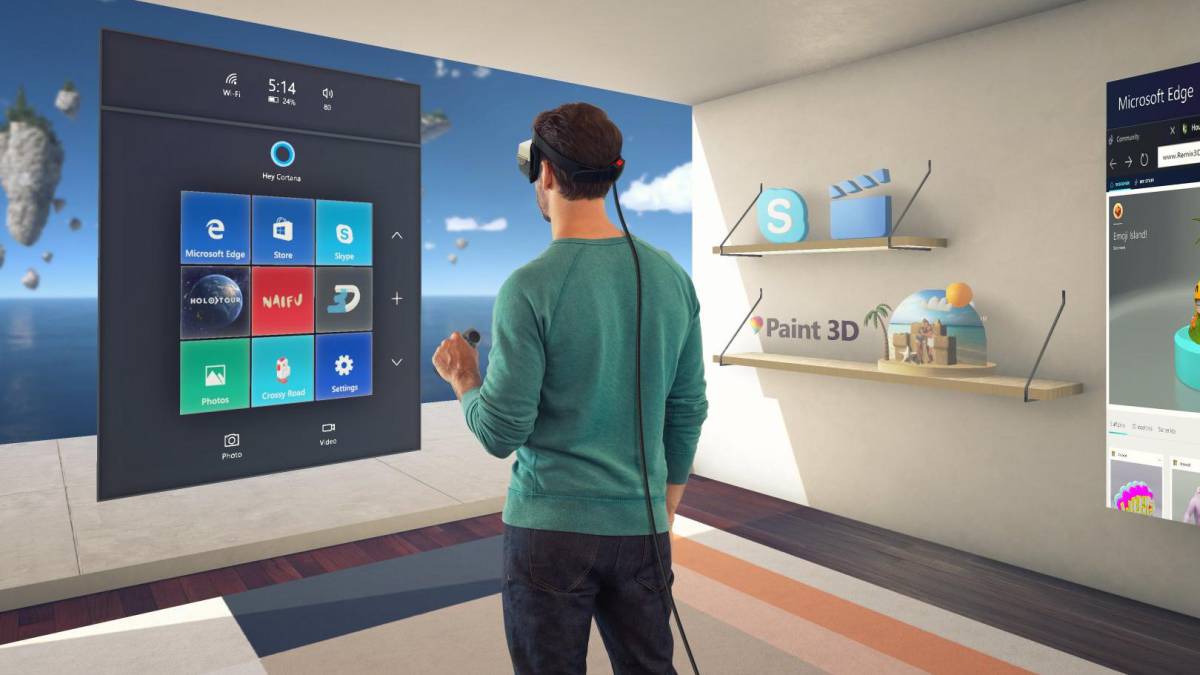 5:14
Wi-Fi
24%
80
Hey Cortana
Microsoft Edge
Store
Skype
HOLOTOUR
NAIFU
3D
Photos
Crossy Road
Settings
Photo
Video
S
Paint 3D
Microsoft Edge
Community
X
www.Remix3D
Emoji Island!